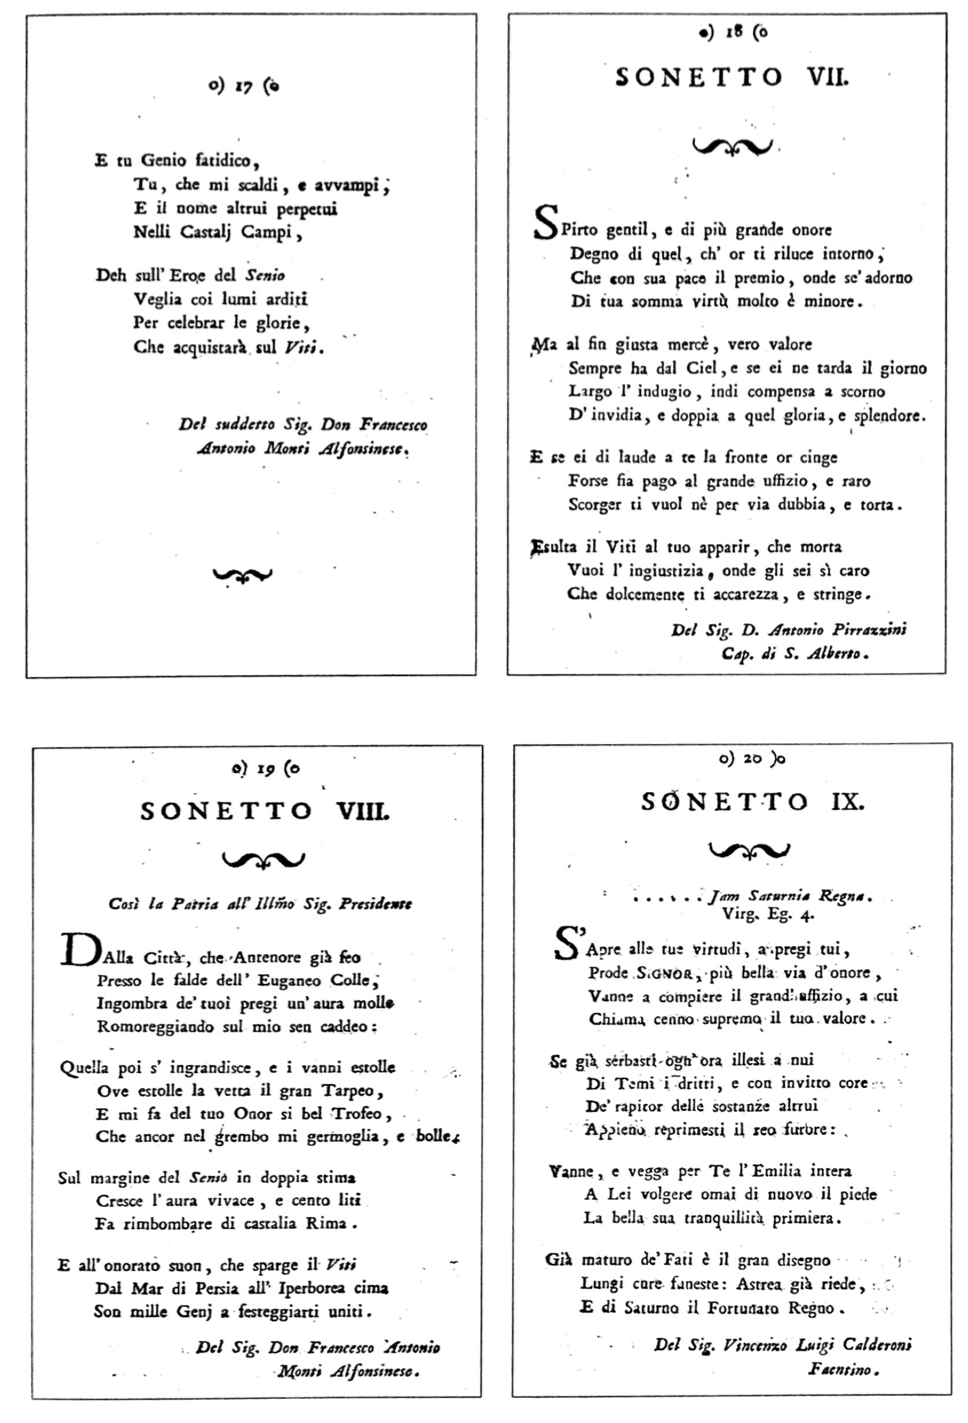 o) 17 (o
E tu Genio fatidico,
Tu, che mi scaldi, e avvampi;
E il nome altrui perpetui
Nelli Castalj Campi,
Deh sull' Eroe del Senio
Veglia coi lumi arditi
Per celebrar le glorie,
Che acquistarà sul Viti.
Del suddetto Sig. Don Francesco
Antonio Monti Alfonsinese.
o) 18 (o
SONETTO VII.
SPirto gentil, e di più grande onore
Degno di quel, ch' or ti riluce intorno;
Che con sua pace il premio, onde se' adorno
Di tua somma virtù molto è minore.
Ma al fin giusta mercè, vero valore
Sempre ha dal Ciel, e se ei ne tarda il giorno
Largo l' indugio, indi compensa a scorno
D' invidia, e doppia a quel gloria, e splendore.
E se ei di laude a te la fronte or cinge
Forse fia pago al grande uffizio, e raro
Scorger ti vuol nè per via dubbia, e torta.
Esulta il Viti al tuo apparir, che morta
Vuoi l' ingiustizia, onde gli sei sì caro
Che dolcemente ti accarezza, e stringe.
Del Sig. D. Antonio Pirrazzini
Cap. di S. Alberto.
o) 19 (o
SONETTO VIII.
Così la Patria all' Illm̃o Sig. Presidente
DAlla Città, che Antenore già feo
Presso le falde dell' Euganeo Colle,
Ingombra de' tuoi pregi un' aura molle
Romoreggiando sul mio sen caddeo:
Quella poi s' ingrandisce, e i vanni estolle
Ove estolle la vetta il gran Tarpeo,
E mi fa del tuo Onor si bel Trofeo,
Che ancor nel grembo mi germoglia, e bolle;
Sul margine del Senio in doppia stima
Cresce l' aura vivace, e cento liti
Fa rimbombare di castalia Rima.
E all' onorato suon, che sparge il Viti
Dal Mar di Persia all' Iperborea cima
Son mille Genj a festeggiarti uniti.
Del Sig. Don Francesco Antonio
Monti Alfonsinese.
o) 20 )o
SONETTO IX.
. . . . . . Jam Saturnia Regna.
Virg. Eg. 4.
S' Apre alle tue virtudi, a' pregi tui,
Prode SIGNOR, più bella via d' onore,
Vanne a compiere il grand' uffizio, a cui
Chiama cenno supremo il tuo valore.
Se già serbasti ogn' ora illesi a nui
Di Temi i dritti, e con invitto core
De' rapitor delle sostanze altrui
Appieno reprimesti il reo furore:
Vanne, e vegga per Te l' Emilia intera
A Lei volgere omai di nuovo il piede
La bella sua tranquillità primiera.
Già maturo de' Fati è il gran disegno
Lungi cure funeste: Astrea già riede,
E di Saturno il Fortunato Regno.
Del Sig. Vincenzo Luigi Calderoni
Faentino.